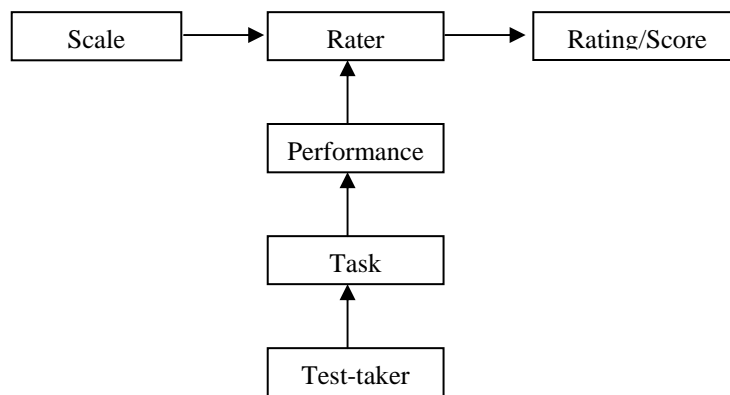 Scale
Rater
Rating/Score
Performance
Task
Test-taker